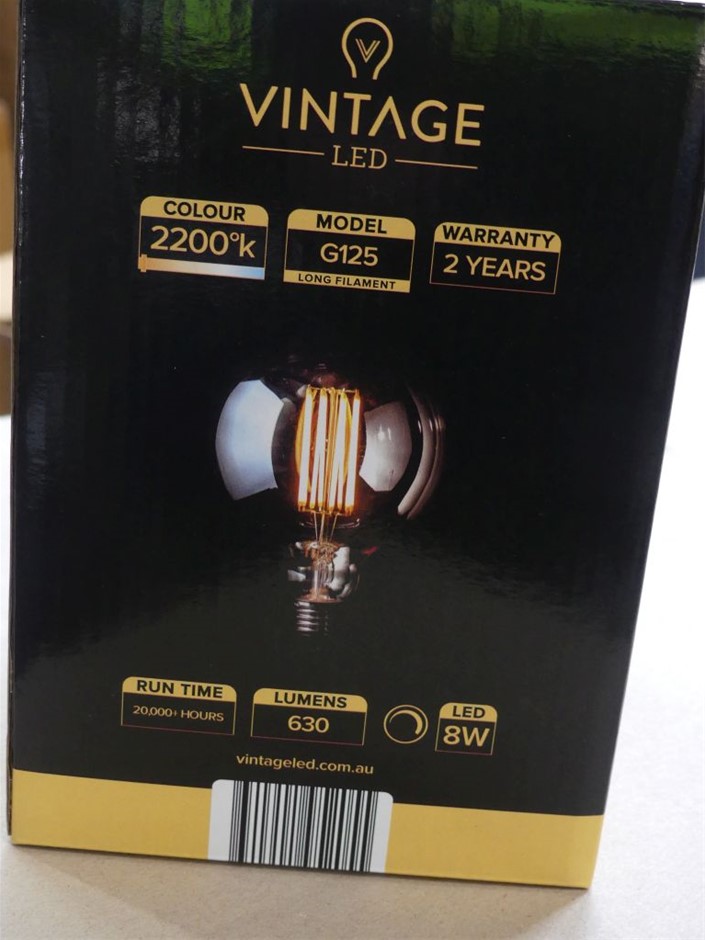 VINTAGE
LED
COLOUR
2200°k
MODEL
G125
LONG FILAMENT
WARRANTY
2 YEARS
RUN TIME
20,000+ HOURS
LUMENS
630
LED
8W
vintageled.com.au